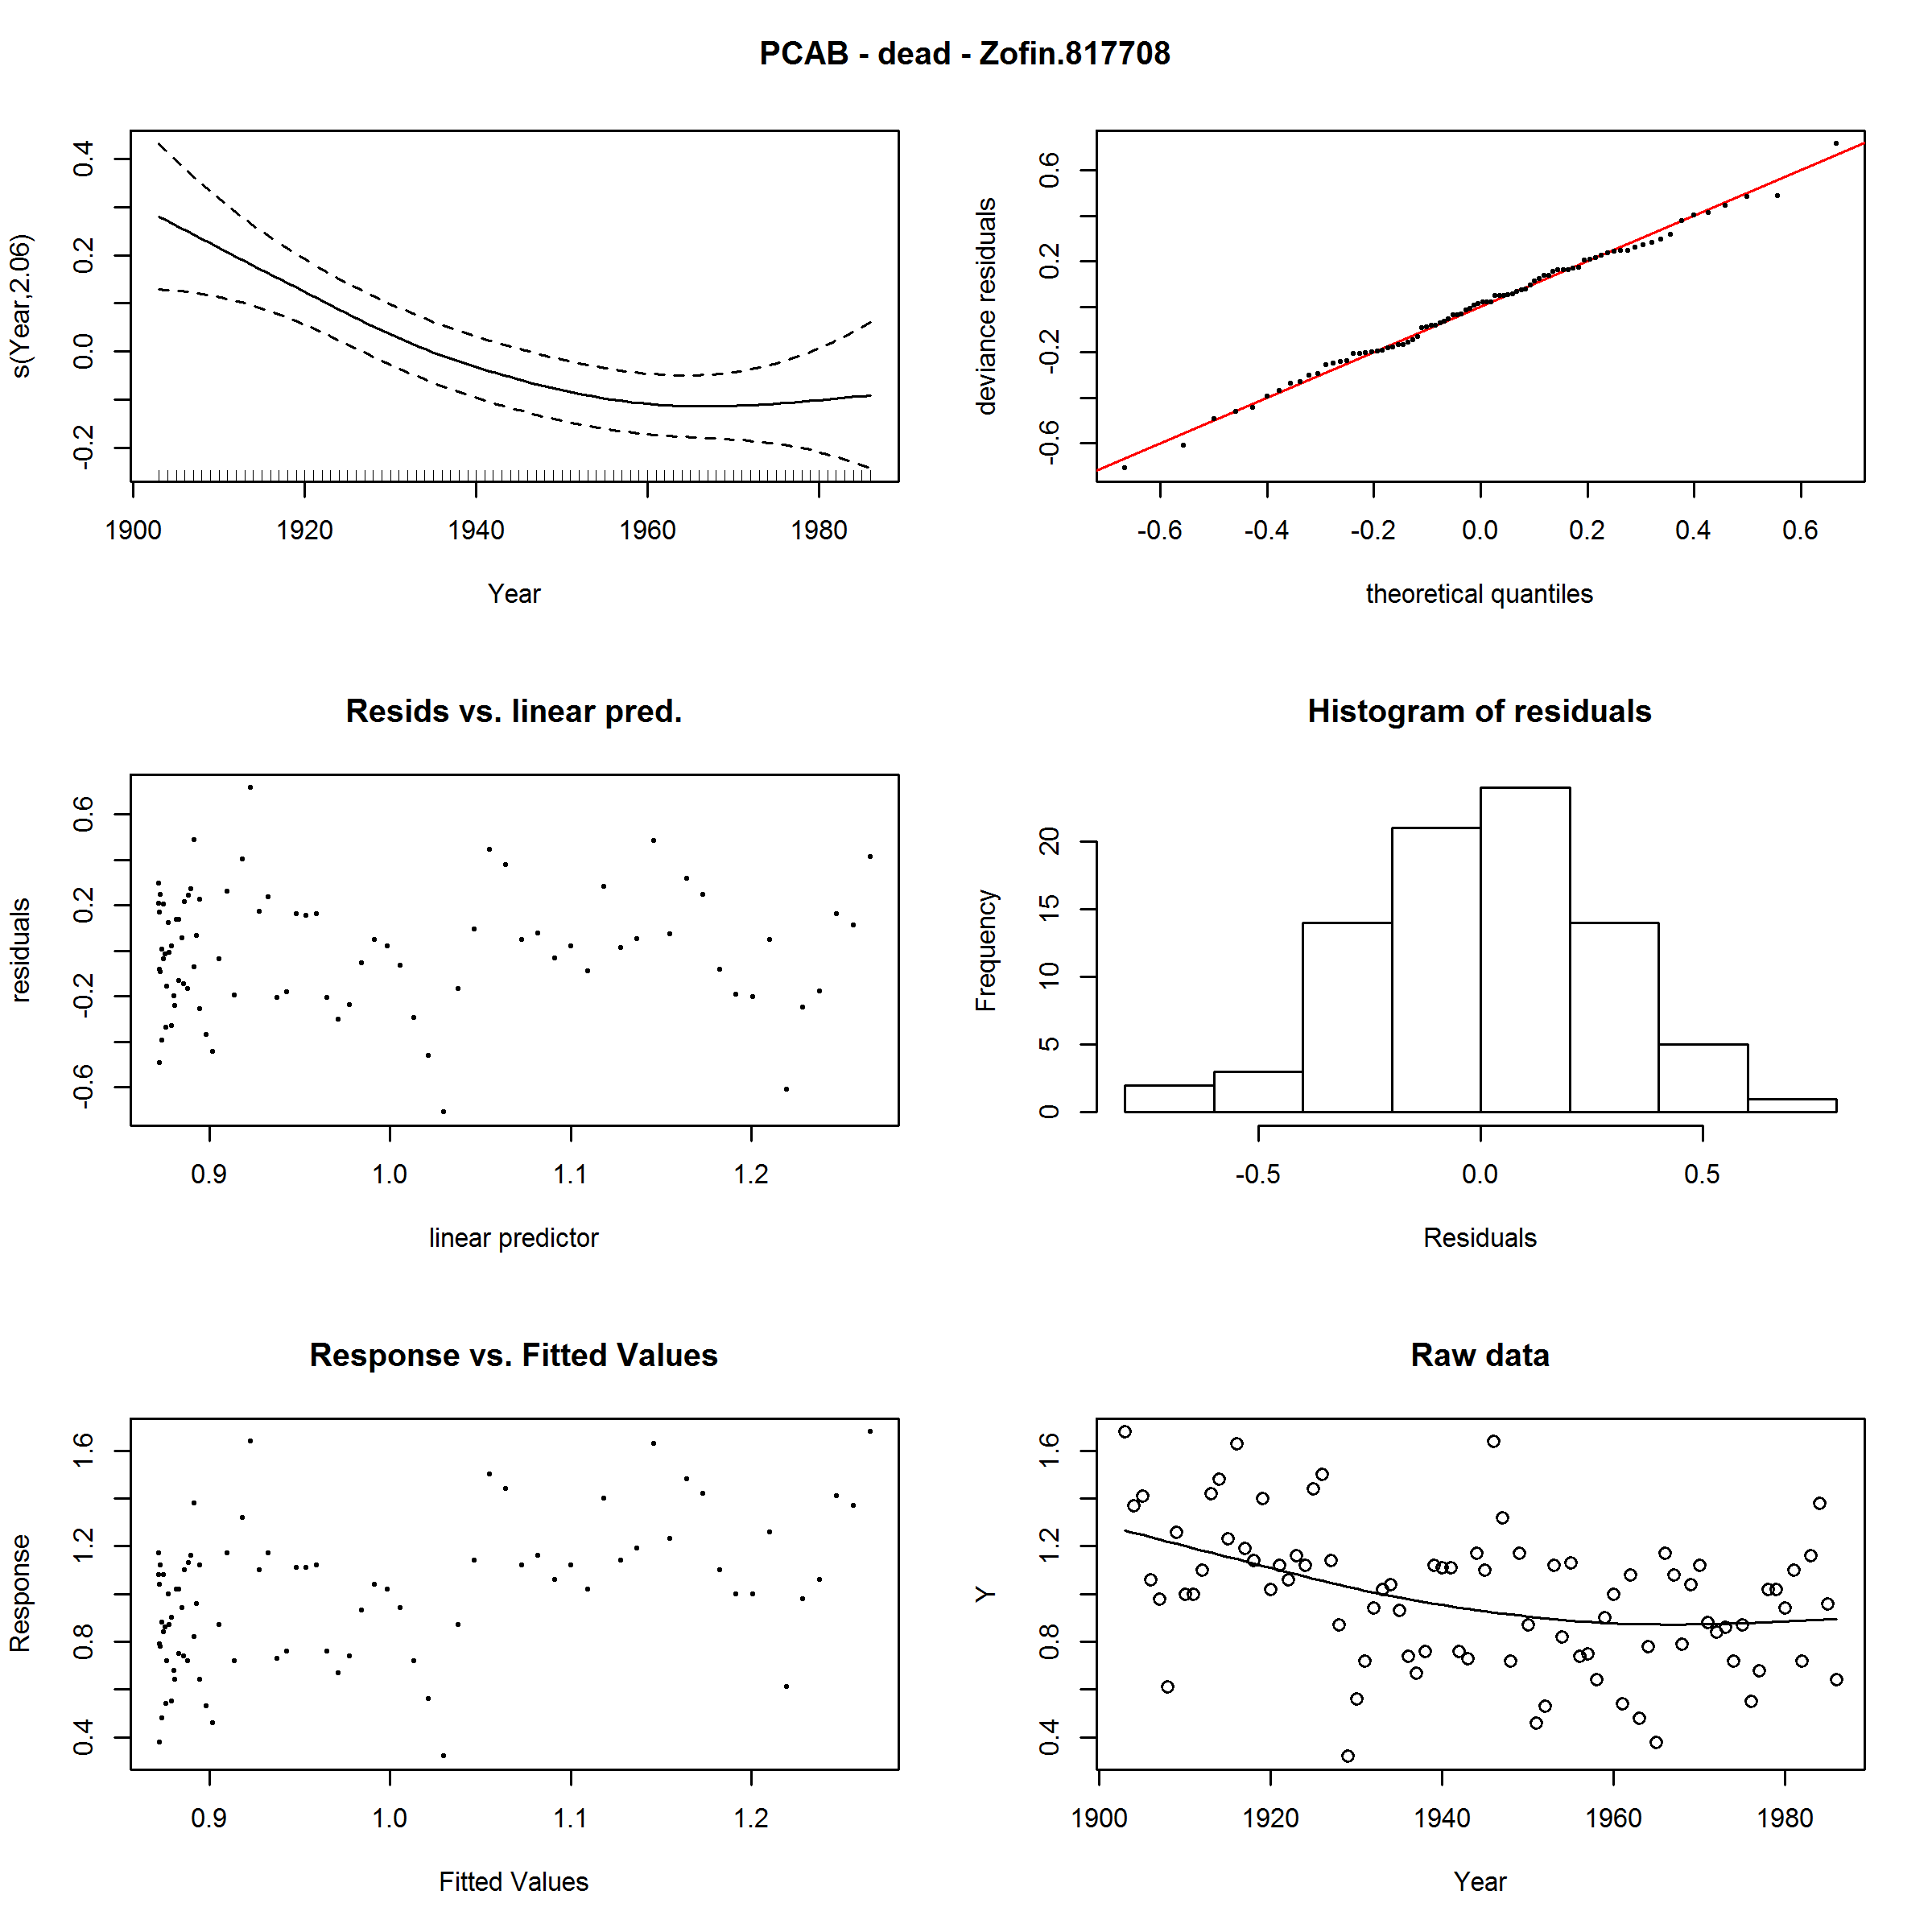 PCAB - dead - Zofin.817708
s(Year,2.06)
0.4
0.2
0.0
-0.2
1900 1920 1940 1960 1980
Year
deviance residuals
0.6
0.2
-0.2
-0.6
-0.6 -0.4 -0.2 0.0 0.2 0.4 0.6
theoretical quantiles
Resids vs. linear pred.
residuals
0.6
0.2
-0.2
-0.6
0.9 1.0 1.1 1.2
linear predictor
Histogram of residuals
Frequency
20
15
10
5
0
-0.5 0.0 0.5
Residuals
Response vs. Fitted Values
Response
1.6
1.2
0.8
0.4
0.9 1.0 1.1 1.2
Fitted Values
Raw data
Y
1.6
1.2
0.8
0.4
1900 1920 1940 1960 1980
Year